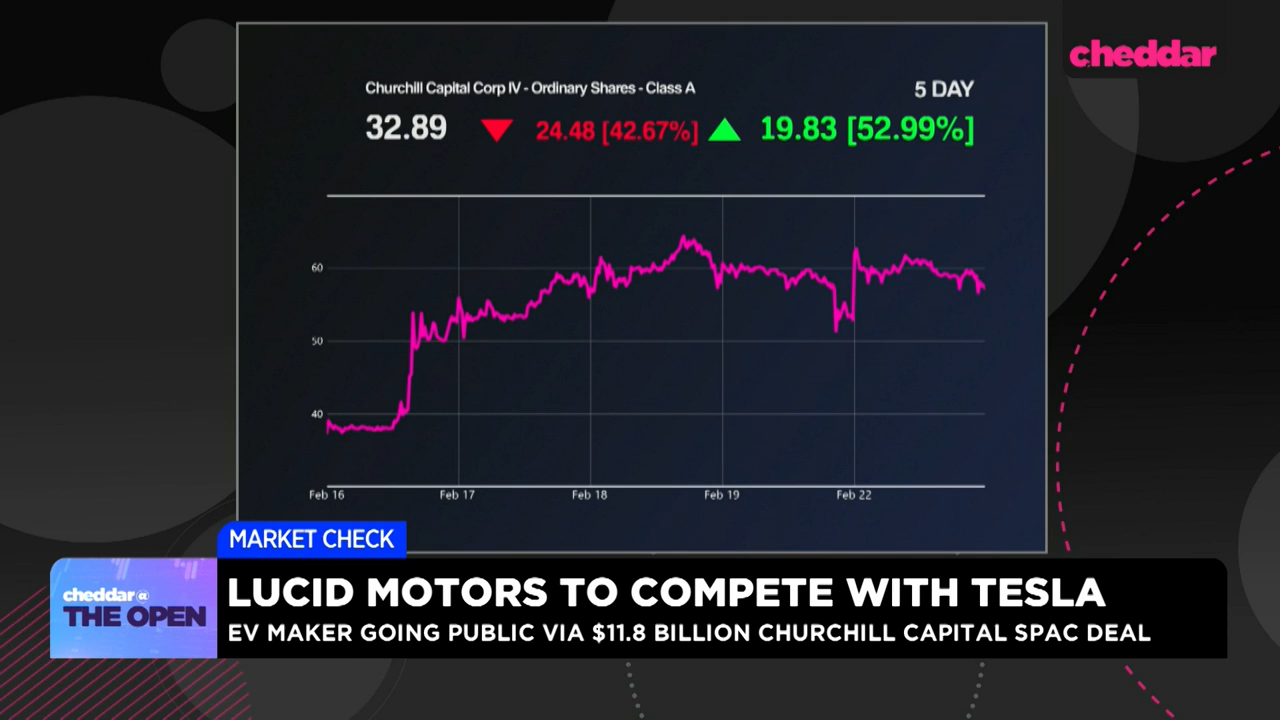 cheddar
Churchill Capital Corp IV - Ordinary Shares - Class A
5 DAY
32.89 ▼ 24.48 [42.67%] ▲ 19.83 [52.99%]
60
50
40
Feb 16 Feb 17 Feb 18 Feb 19 Feb 22
MARKET CHECK
cheddar@
THE OPEN
LUCID MOTORS TO COMPETE WITH TESLA
EV MAKER GOING PUBLIC VIA $11.8 BILLION CHURCHILL CAPITAL SPAC DEAL